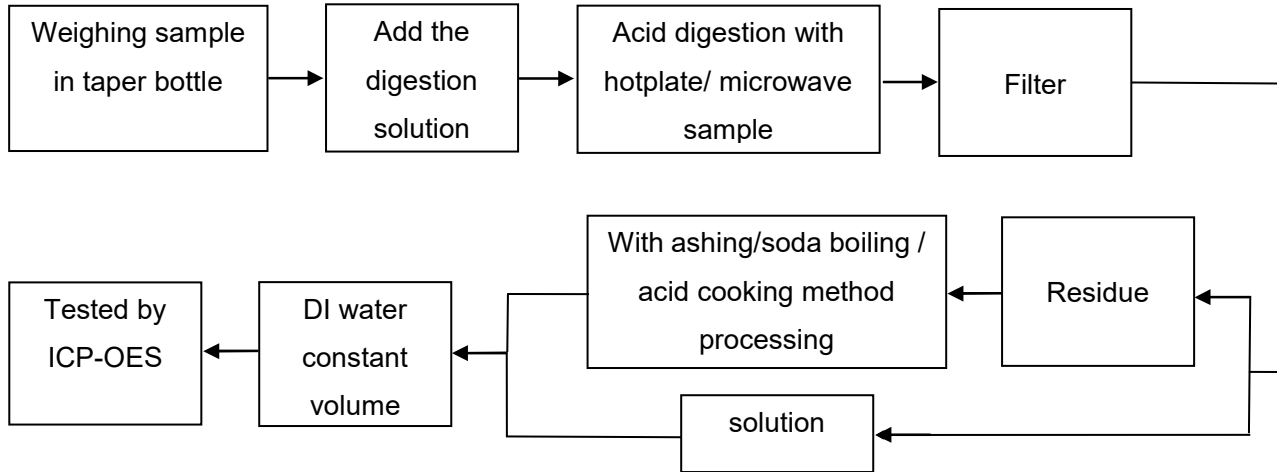 Weighing sample
in taper bottle
Add the
digestion
solution
Acid digestion with
hotplate/ microwave
sample
Filter
Residue
With ashing/soda boiling /
acid cooking method
processing
solution
DI water
constant
volume
Tested by
ICP-OES